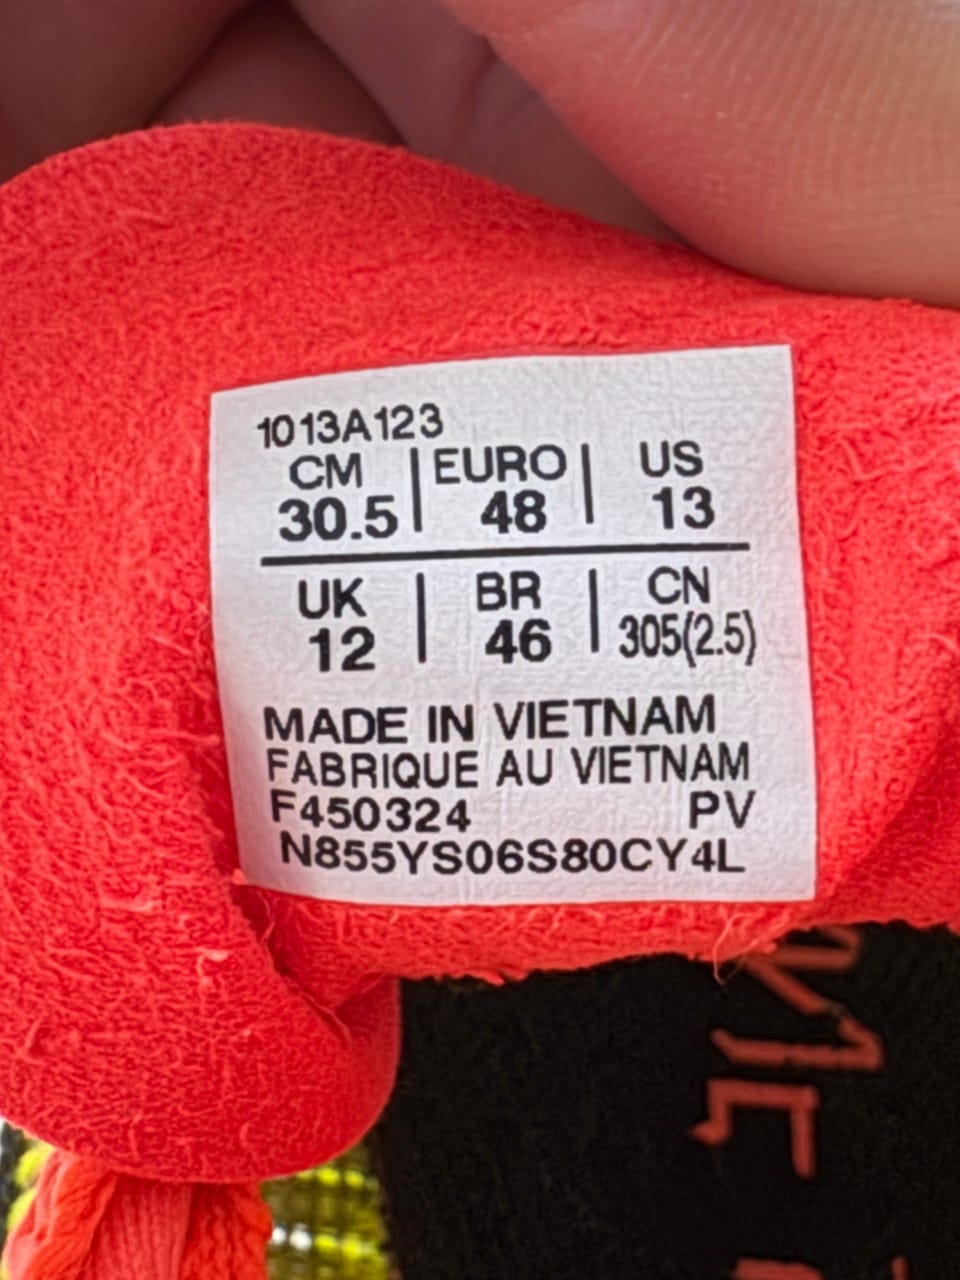 1013A123
CM | EURO | US
30.5 | 48 | 13
UK | BR | CN
12 | 46 | 305(2.5)
MADE IN VIETNAM
FABRIQUE AU VIETNAM
F450324 PV
N855YS06S80CY4L